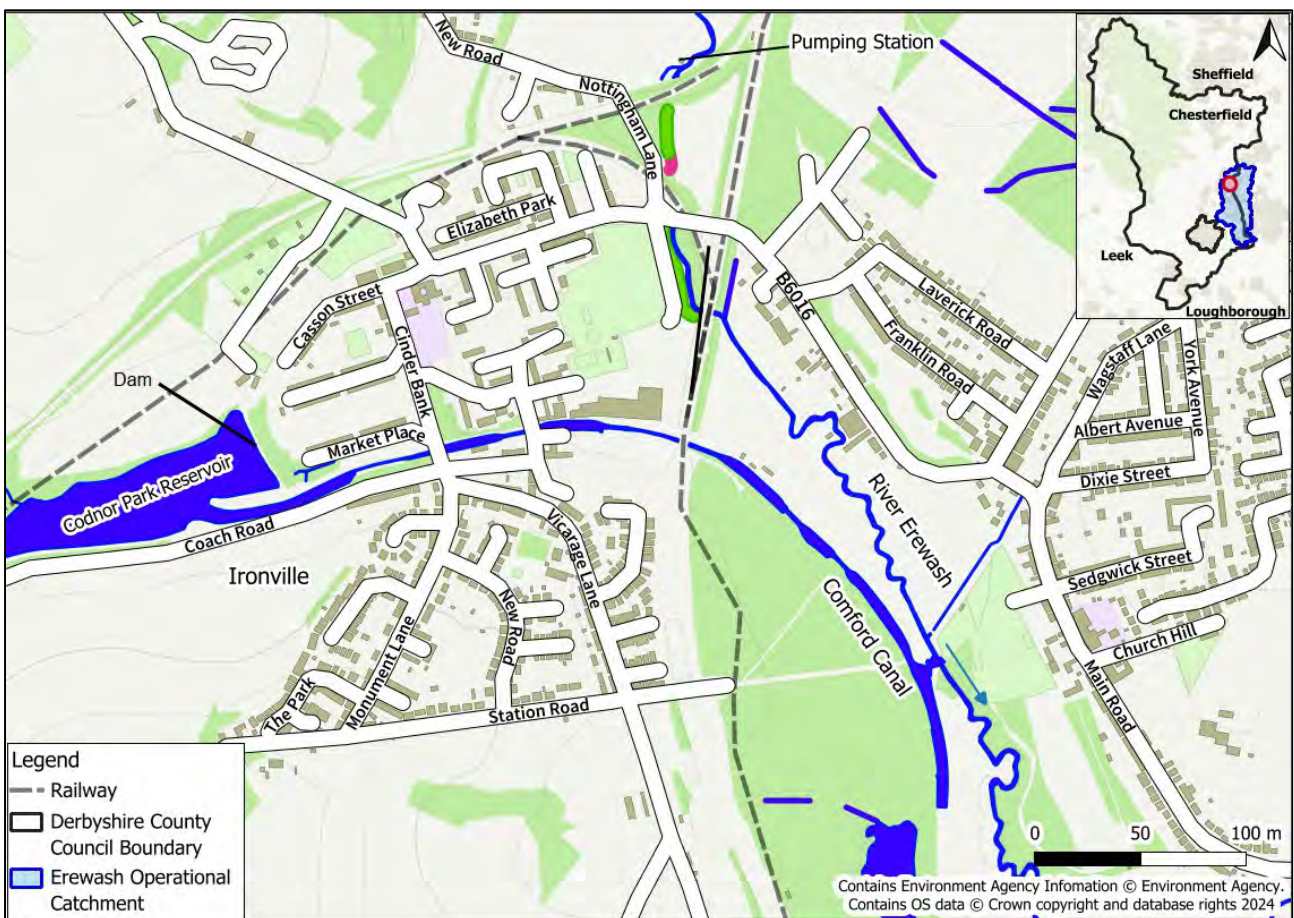 New Road
Pumping Station
Nottingham Lane
Sheffield
Chesterfield
Leek
Loughborough
Elizabeth Park
Casson Street
Cinder Bank
B6016
Laverick Road
Franklin Road
Wagstaff Lane
York Avenue
Albert Avenue
Dixie Street
Dam
Market Place
Codnor Park Reservoir
Coach Road
Ironville
Vicarage Lane
New Road
Monument Lane
The Park
Station Road
River Erewash
Comford Canal
Sedgwick Street
Church Hill
Main Road
Legend
Railway
Derbyshire County
Council Boundary
Erewash Operational
Catchment
0 50 100 m
Contains Environment Agency Infomation © Environment Agency.
Contains OS data © Crown copyright and database rights 2024